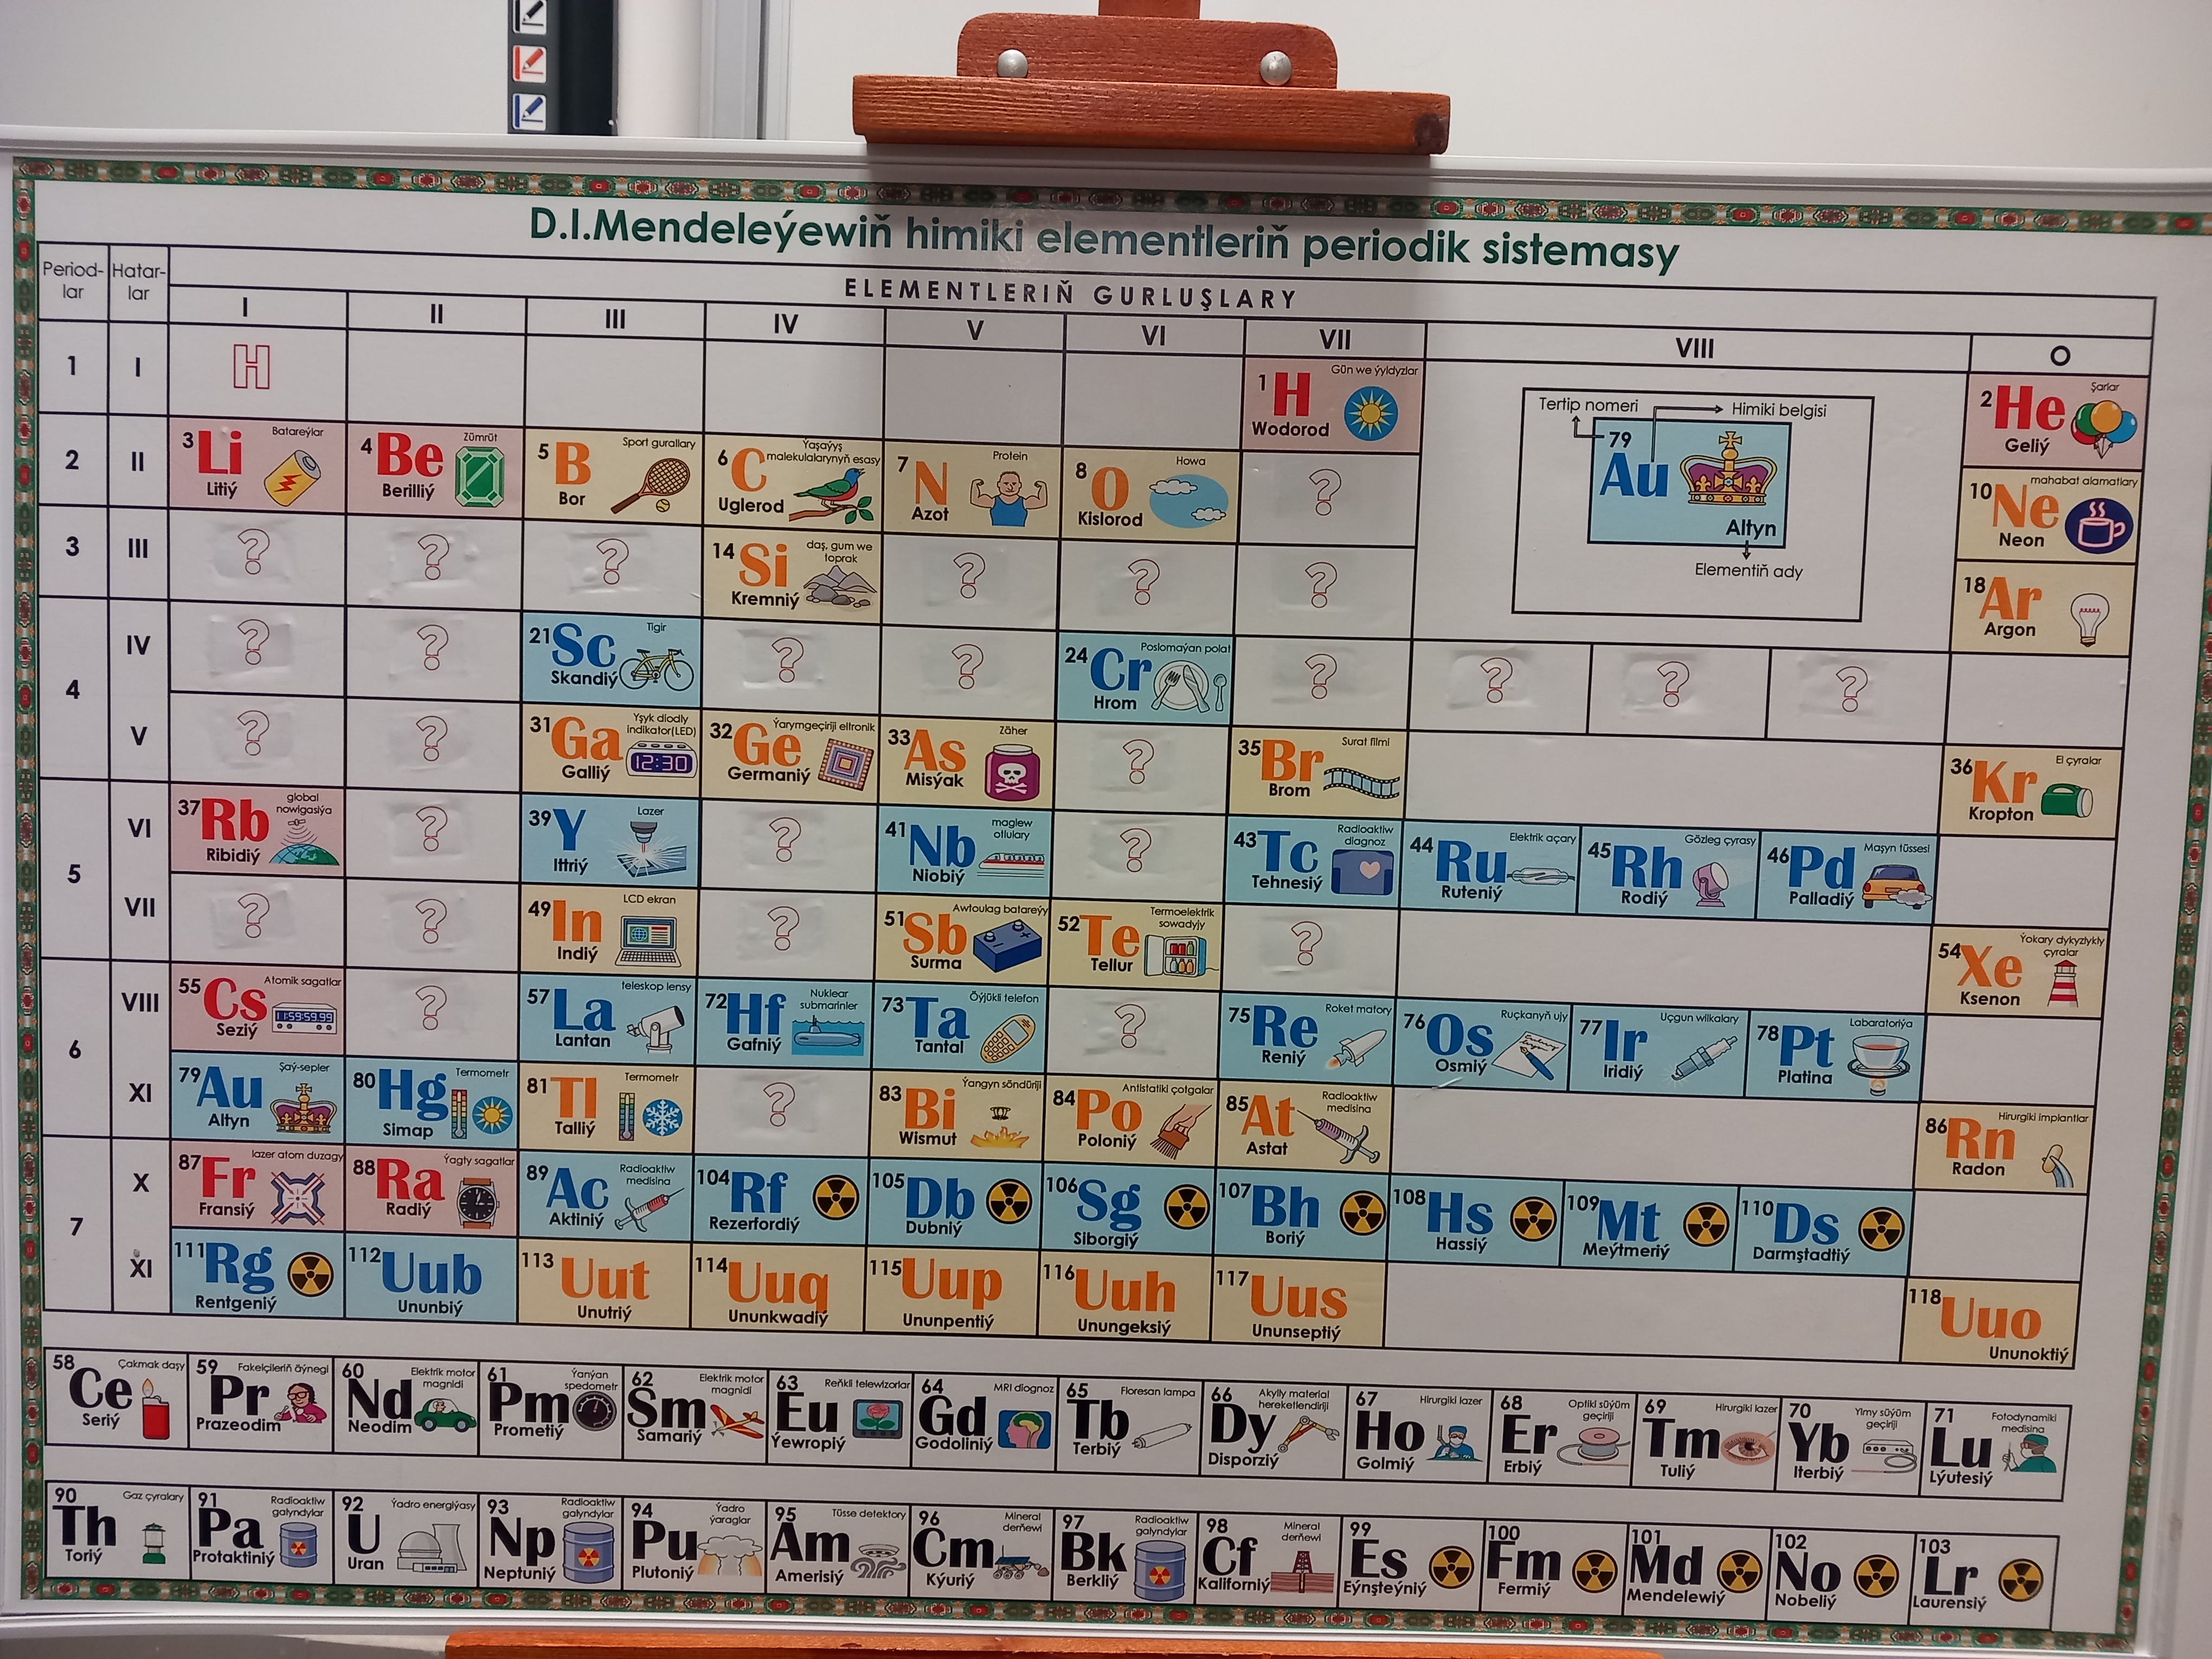 D.I.Mendeleýewiň himiki elementleriň periodik sistemasy
Period-
lar
Hatar-
lar
ELEMENTLERIŇ GURLUŞLARY
I II III IV V VI VII VIII O
1 I
H
1 H Gün we ýyldyzlar Wodorod
Tertip nomeri
Himiki belgisi
79
Au
Altyn
Elementiň ady
2 He Şarlar Geliý
2 II
3 Li Batareýlar Litiý
4 Be Zümrüt Berilliý
5 B Sport gurallary Bor
6 C Ýaşaýyş malekulalarynyň esasy Uglerod
7 N Protein Azot
8 O Howa Kislorod
?
10 Ne mahabat alamatlary Neon
3 III
? ? ?
14 Si daş, gum we toprak Kremniý
? ? ?
18 Ar Argon
4 IV
? ?
21 Sc Tigir Skandiý
? ?
24 Cr Poslomaýan polat Hrom
? ? ? ?
V
? ?
31 Ga Yşyk diodly indikator(LED) 12:30 Galliý
32 Ge Ýarymgeçiriji eltronik Germaniý
33 As Zäher Misýak
?
35 Br Surat filmi Brom
36 Kr El çyralar Kropton
5 VI
37 Rb global nowigasiýa Ribidiý
?
39 Y Lazer Ittriý
?
41 Nb maglew otlulary Niobiý
?
43 Tc Radioaktiw diagnoz Tehnesiý
44 Ru Elektrik açary Ruteniý
45 Rh Gözleg çyrasy Rodiý
46 Pd Maşyn tüssesi Palladiý
VII
? ?
49 In LCD ekran Indiý
?
51 Sb Awtoulag batareýy Surma
52 Te Termoelektrik sowadyjy Tellur
?
54 Xe Ýokary dykyzlykly çyralar Ksenon
6 VIII
55 Cs Atomik sagatlar 11:59:59.99 Seziý
?
57 La teleskop lensy Lantan
72 Hf Nuklear submarinler Gafniý
73 Ta Öýjükli telefon Tantal
?
75 Re Roket matory Reniý
76 Os Ruçkanyň ujy Osmiý
77 Ir Uçgun wilkalary Iridiý
78 Pt Labaratoriýa Platina
XI
79 Au Şaý-sepler Altyn
80 Hg Termometr Simap
81 Tl Termometr Talliý
?
83 Bi Ýangyn söndüriji Wismut
84 Po Antistatiki çotgalar Poloniý
85 At Radioaktiw medisina Astat
86 Rn Hirurgiki implantlar Radon
7 X
87 Fr lazer atom duzagy Fransiý
88 Ra Ýagty sagatlar Radiý
89 Ac Radioaktiw medisina Aktiniý
104 Rf Rezerfordiý
105 Db Dubniý
106 Sg Siborgiý
107 Bh Boriý
108 Hs Hassiý
109 Mt Meýtmeriý
110 Ds Darmştadtiý
XI
111 Rg Rentgeniý
112 Uub Ununbiý
113 Uut Unutriý
114 Uuq Ununkwadiý
115 Uup Ununpentiý
116 Uuh Unungeksiý
117 Uus Ununseptiý
118 Uuo Ununoktiý
58 Ce Çakmak daşy Seriý
59 Pr Fakelçileriň äýnegi Prazeodim
60 Nd Elektrik motor magnidi Neodim
61 Pm Ýanýan spedometr Prometiý
62 Sm Elektrik motor magnidi Samariý
63 Eu Reňkli telewizorlar Ýewropiý
64 Gd MRI diognoz Godoliniý
65 Tb Floresan lampa Terbiý
66 Dy Akylly material hereketlendiriji Disporziý
67 Ho Hirurgiki lazer Golmiý
68 Er Optiki süýüm geçiriji Erbiý
69 Tm Hirurgiki lazer Tuliý
70 Yb Ylmy süýüm geçiriji Iterbiý
71 Lu Fotodynamiki medisina Lýutesiý
90 Th Gaz çyralary Toriý
91 Pa Radioaktiw galyndylar Protaktiniý
92 U Ýadro energiýasy Uran
93 Np Radioaktiw galyndylar Neptuniý
94 Pu Ýadro ýaraglar Plutoniý
95 Am Tüsse detektory Amerisiý
96 Cm Mineral derňewi Kýuriý
97 Bk Radioaktiw galyndylar Berkliý
98 Cf Mineral derňewi Kaliforniý
99 Es Eýnşteýniý
100 Fm Fermiý
101 Md Mendelewiý
102 No Nobeliý
103 Lr Laurensiý